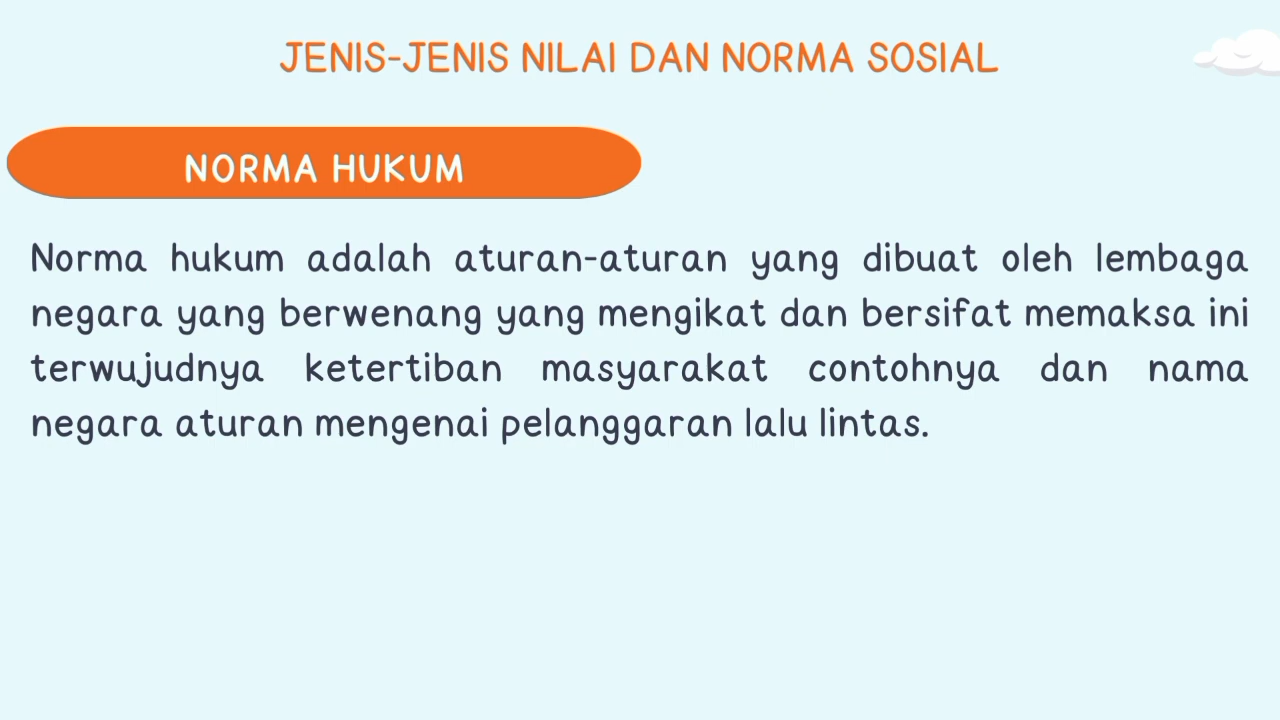 JENIS-JENIS NILAI DAN NORMA SOSIAL
NORMA HUKUM
Norma hukum adalah aturan-aturan yang dibuat oleh lembaga
negara yang berwenang yang mengikat dan bersifat memaksa ini
terwujudnya ketertiban masyarakat contohnya dan nama
negara aturan mengenai pelanggaran lalu lintas.